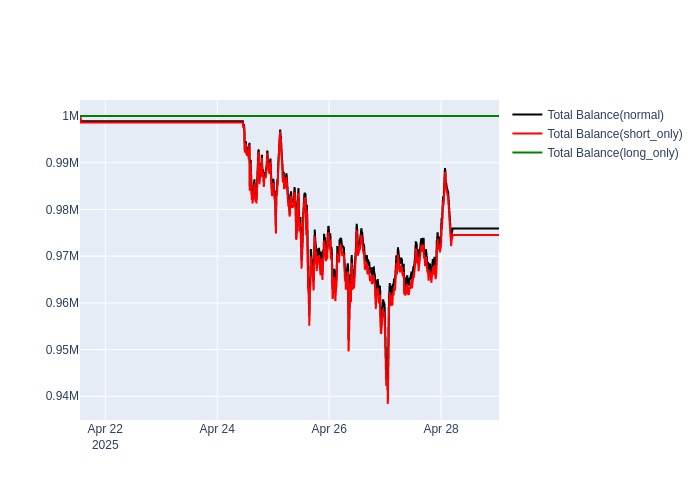 1M
0.99M
0.98M
0.97M
0.96M
0.95M
0.94M
Apr 22
2025
Apr 24
Apr 26
Apr 28
Total Balance(normal)
Total Balance(short_only)
Total Balance(long_only)